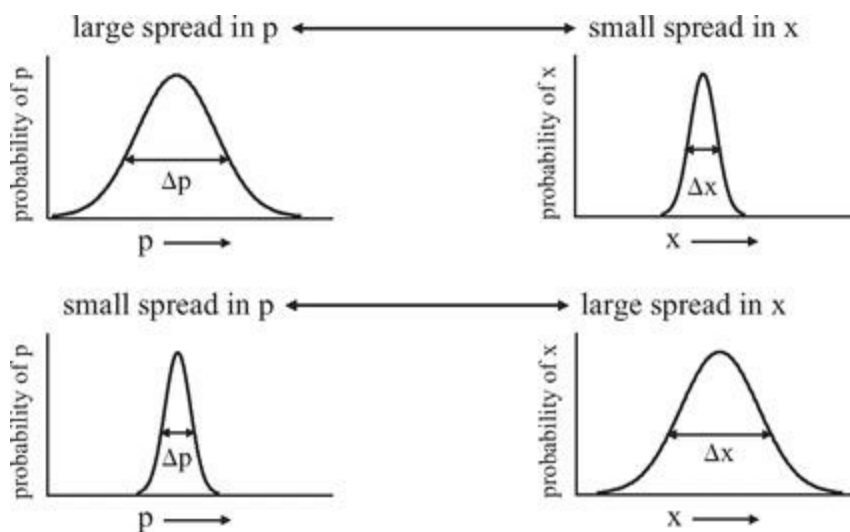 large spread in p
small spread in x
probability of p
Δp
p
probability of x
Δx
x
small spread in p
large spread in x
probability of p
Δp
p
probability of x
Δx
x